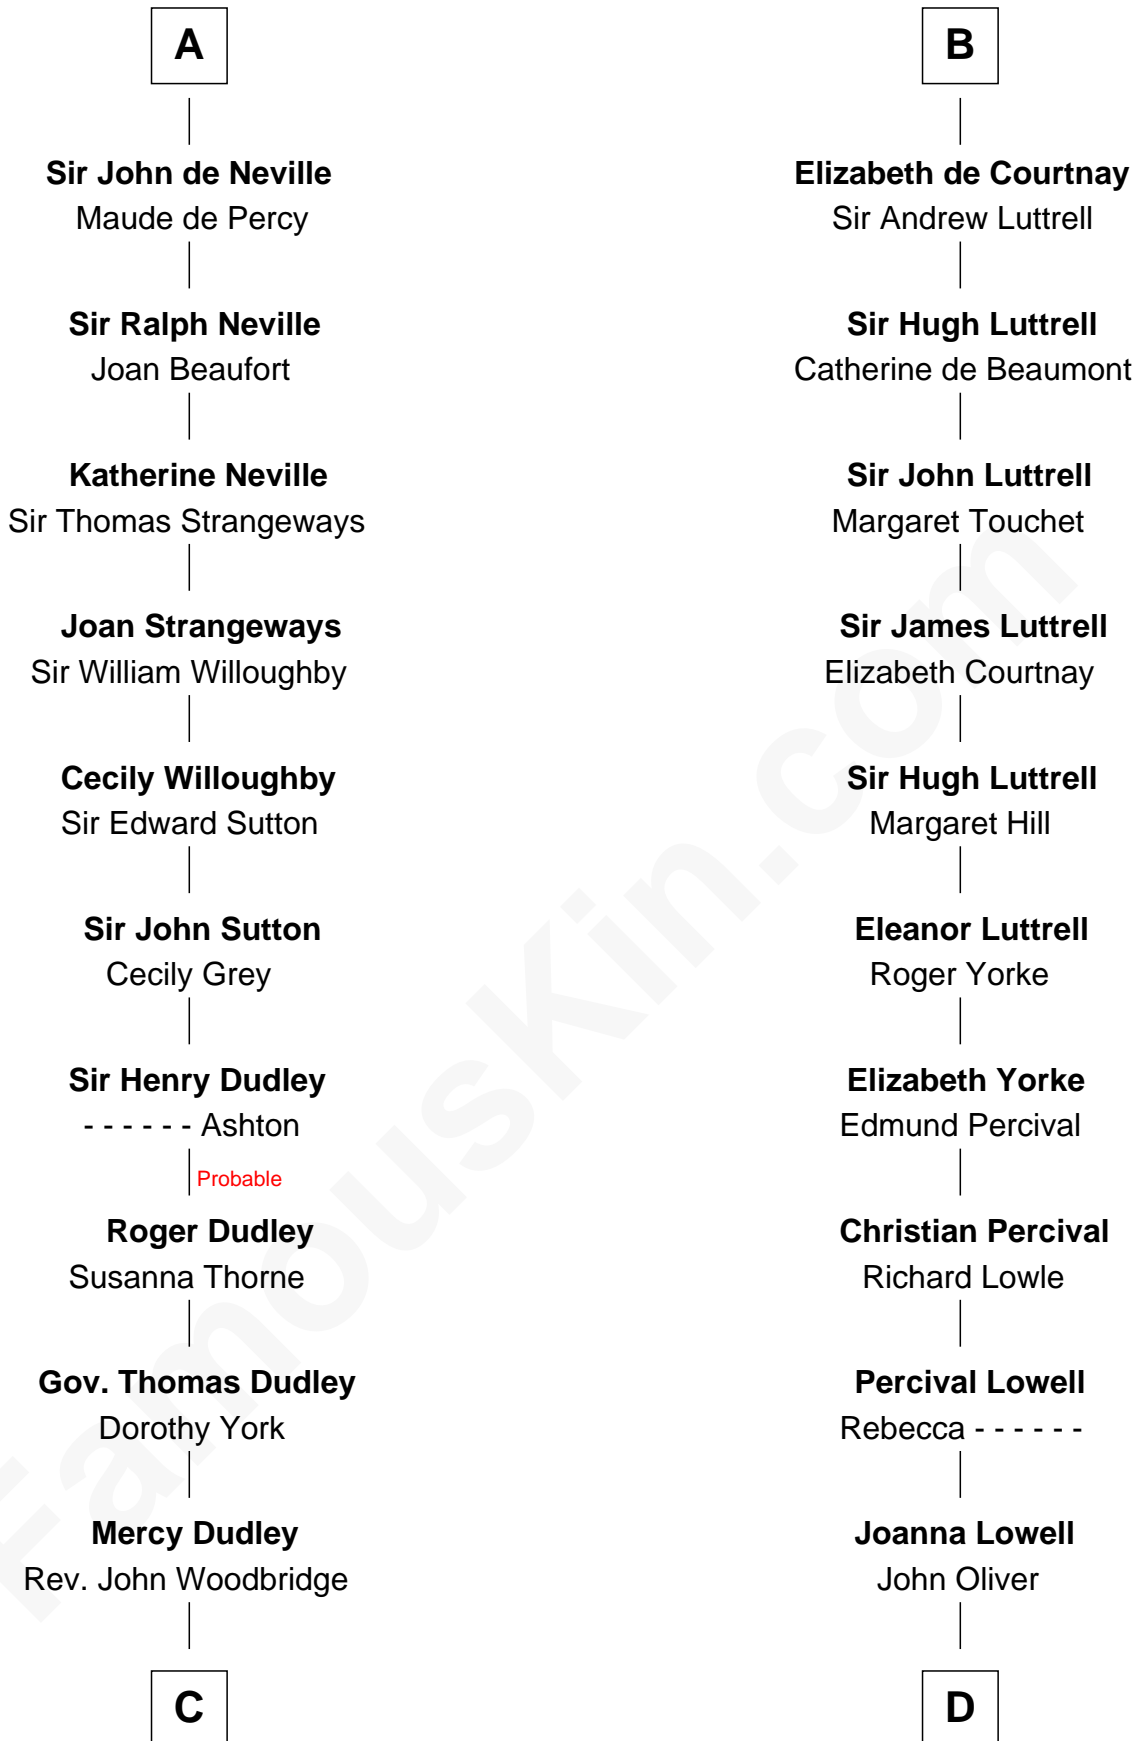 A
Sir John de Neville
Maude de Percy
Sir Ralph Neville
Joan Beaufort
Katherine Neville
Sir Thomas Strangeways
Joan Strangeways
Sir William Willoughby
Cecily Willoughby
Sir Edward Sutton
Sir John Sutton
Cecily Grey
Sir Henry Dudley
- - - - - - Ashton
Probable
Roger Dudley
Susanna Thorne
Gov. Thomas Dudley
Dorothy York
Mercy Dudley
Rev. John Woodbridge
C
B
Elizabeth de Courtnay
Sir Andrew Luttrell
Sir Hugh Luttrell
Catherine de Beaumont
Sir John Luttrell
Margaret Touchet
Sir James Luttrell
Elizabeth Courtnay
Sir Hugh Luttrell
Margaret Hill
Eleanor Luttrell
Roger Yorke
Elizabeth Yorke
Edmund Percival
Christian Percival
Richard Lowle
Percival Lowell
Rebecca - - - - - -
Joanna Lowell
John Oliver
D
FamousKin.com